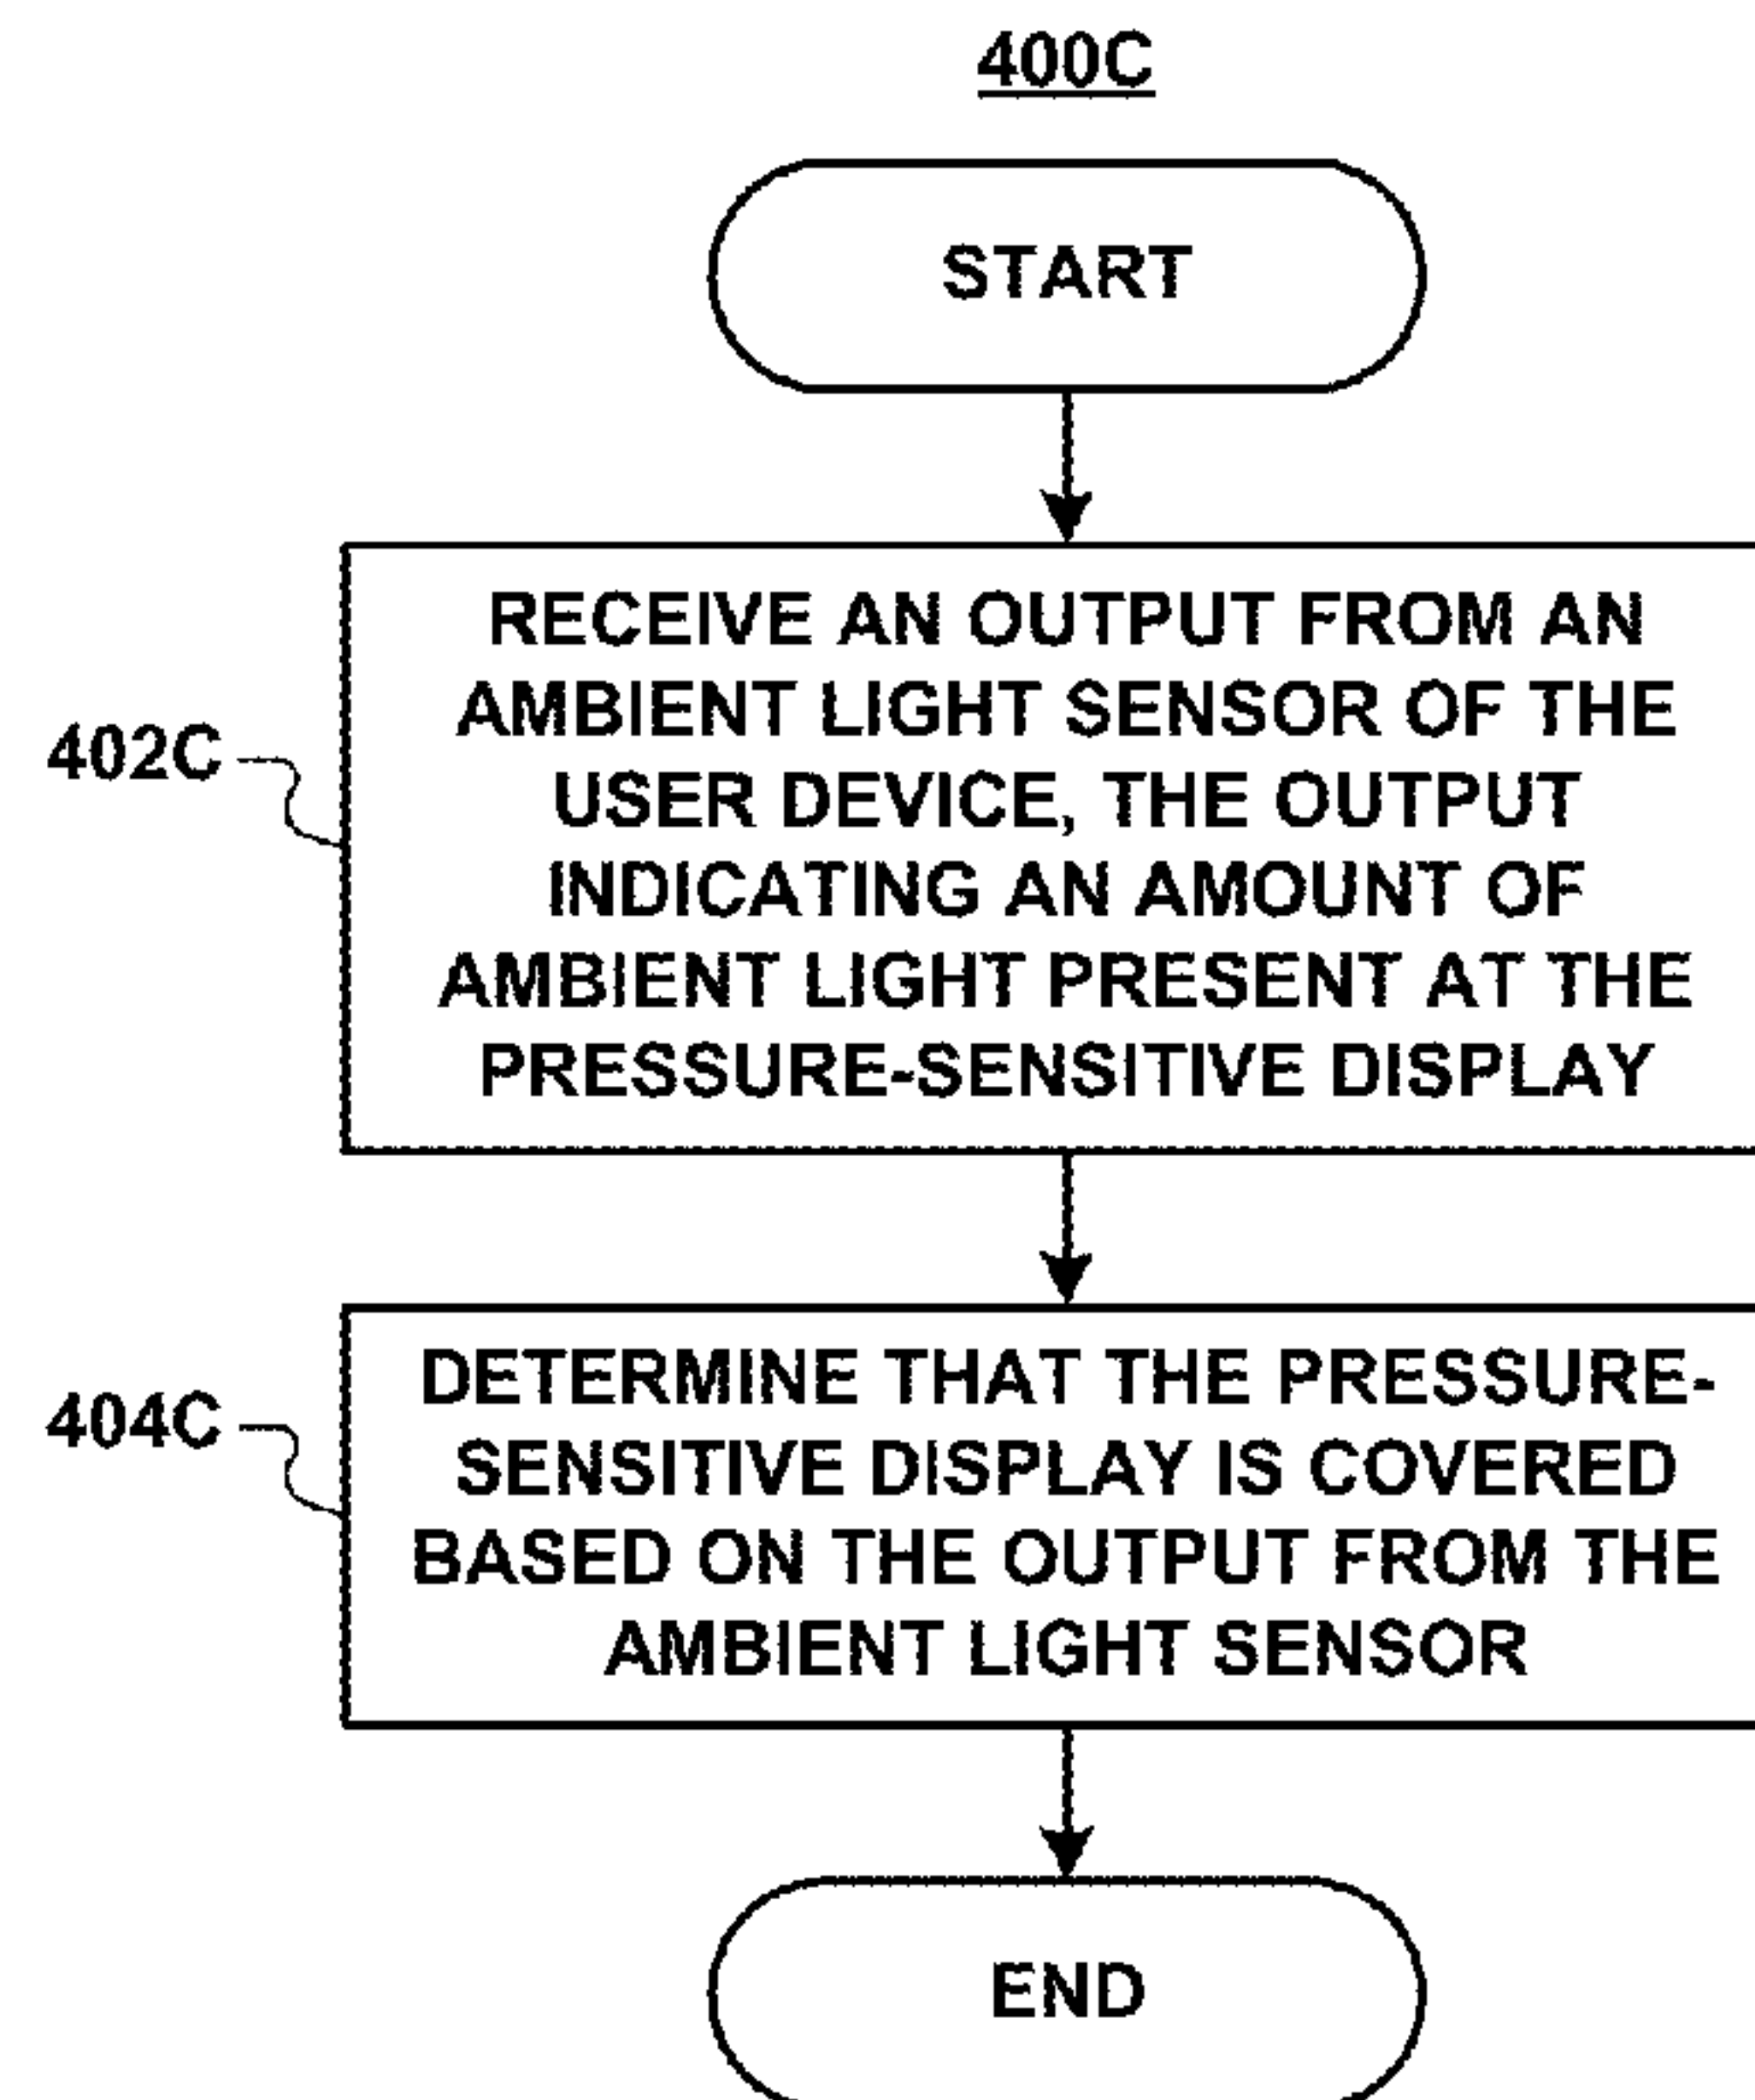 400C
START
RECEIVE AN OUTPUT FROM AN
AMBIENT LIGHT SENSOR OF THE
USER DEVICE, THE OUTPUT
INDICATING AN AMOUNT OF
AMBIENT LIGHT PRESENT AT THE
PRESSURE-SENSITIVE DISPLAY
402C
DETERMINE THAT THE PRESSURE-
SENSITIVE DISPLAY IS COVERED
BASED ON THE OUTPUT FROM THE
AMBIENT LIGHT SENSOR
404C
END